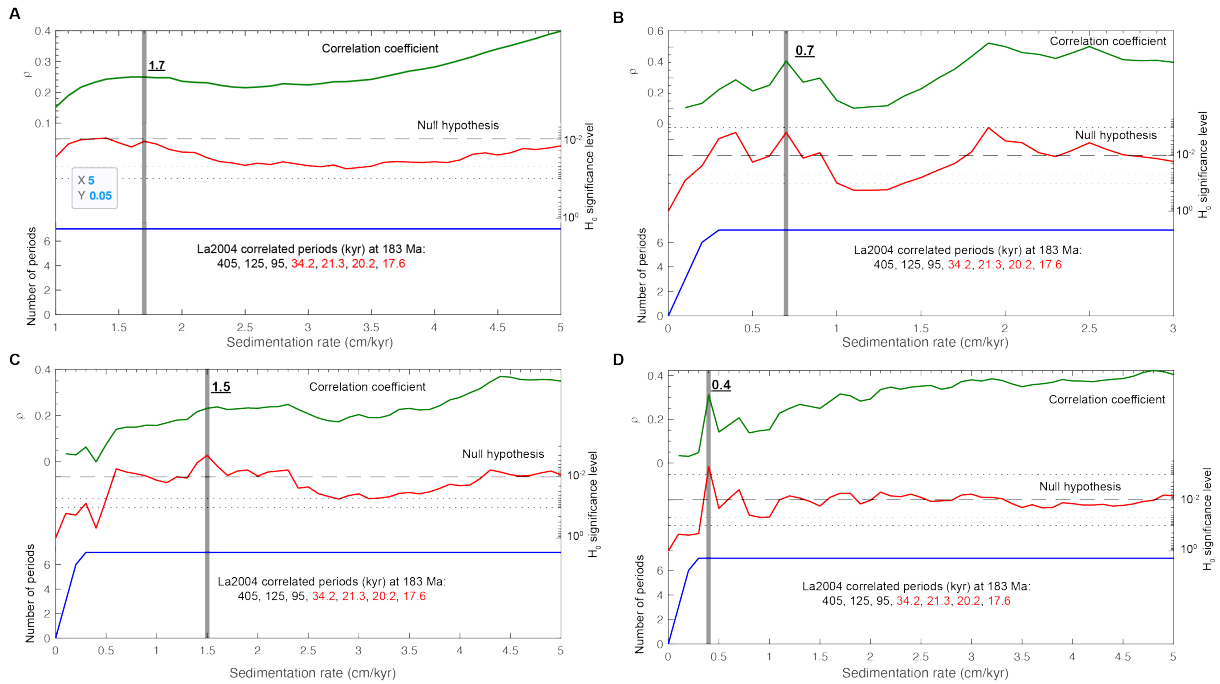 A
0.4
0.3
0.2
0.1
ρ
1.7
Correlation coefficient
Null hypothesis
10-2
100
H0 significance level
X 5
Y 0.05
Number of periods
6
4
2
0
La2004 correlated periods (kyr) at 183 Ma:
405, 125, 95, 34.2, 21.3, 20.2, 17.6
1 1.5 2 2.5 3 3.5 4 4.5 5
Sedimentation rate (cm/kyr)
B
0.6
0.4
0.2
0
ρ
0.7
Correlation coefficient
Null hypothesis
10-2
100
H0 significance level
Number of periods
6
4
2
0
La2004 correlated periods (kyr) at 183 Ma:
405, 125, 95, 34.2, 21.3, 20.2, 17.6
0 0.5 1 1.5 2 2.5 3
Sedimentation rate (cm/kyr)
C
0.4
0.2
0
ρ
1.5
Correlation coefficient
Null hypothesis
10-2
100
H0 significance level
Number of periods
6
4
2
0
La2004 correlated periods (kyr) at 183 Ma:
405, 125, 95, 34.2, 21.3, 20.2, 17.6
0 0.5 1 1.5 2 2.5 3 3.5 4 4.5 5
Sedimentation rate (cm/kyr)
D
0.4
0.2
0
ρ
0.4
Correlation coefficient
Null hypothesis
10-2
100
H0 significance level
Number of periods
6
4
2
0
La2004 correlated periods (kyr) at 183 Ma:
405, 125, 95, 34.2, 21.3, 20.2, 17.6
0 0.5 1 1.5 2 2.5 3 3.5 4 4.5 5
Sedimentation rate (cm/kyr)